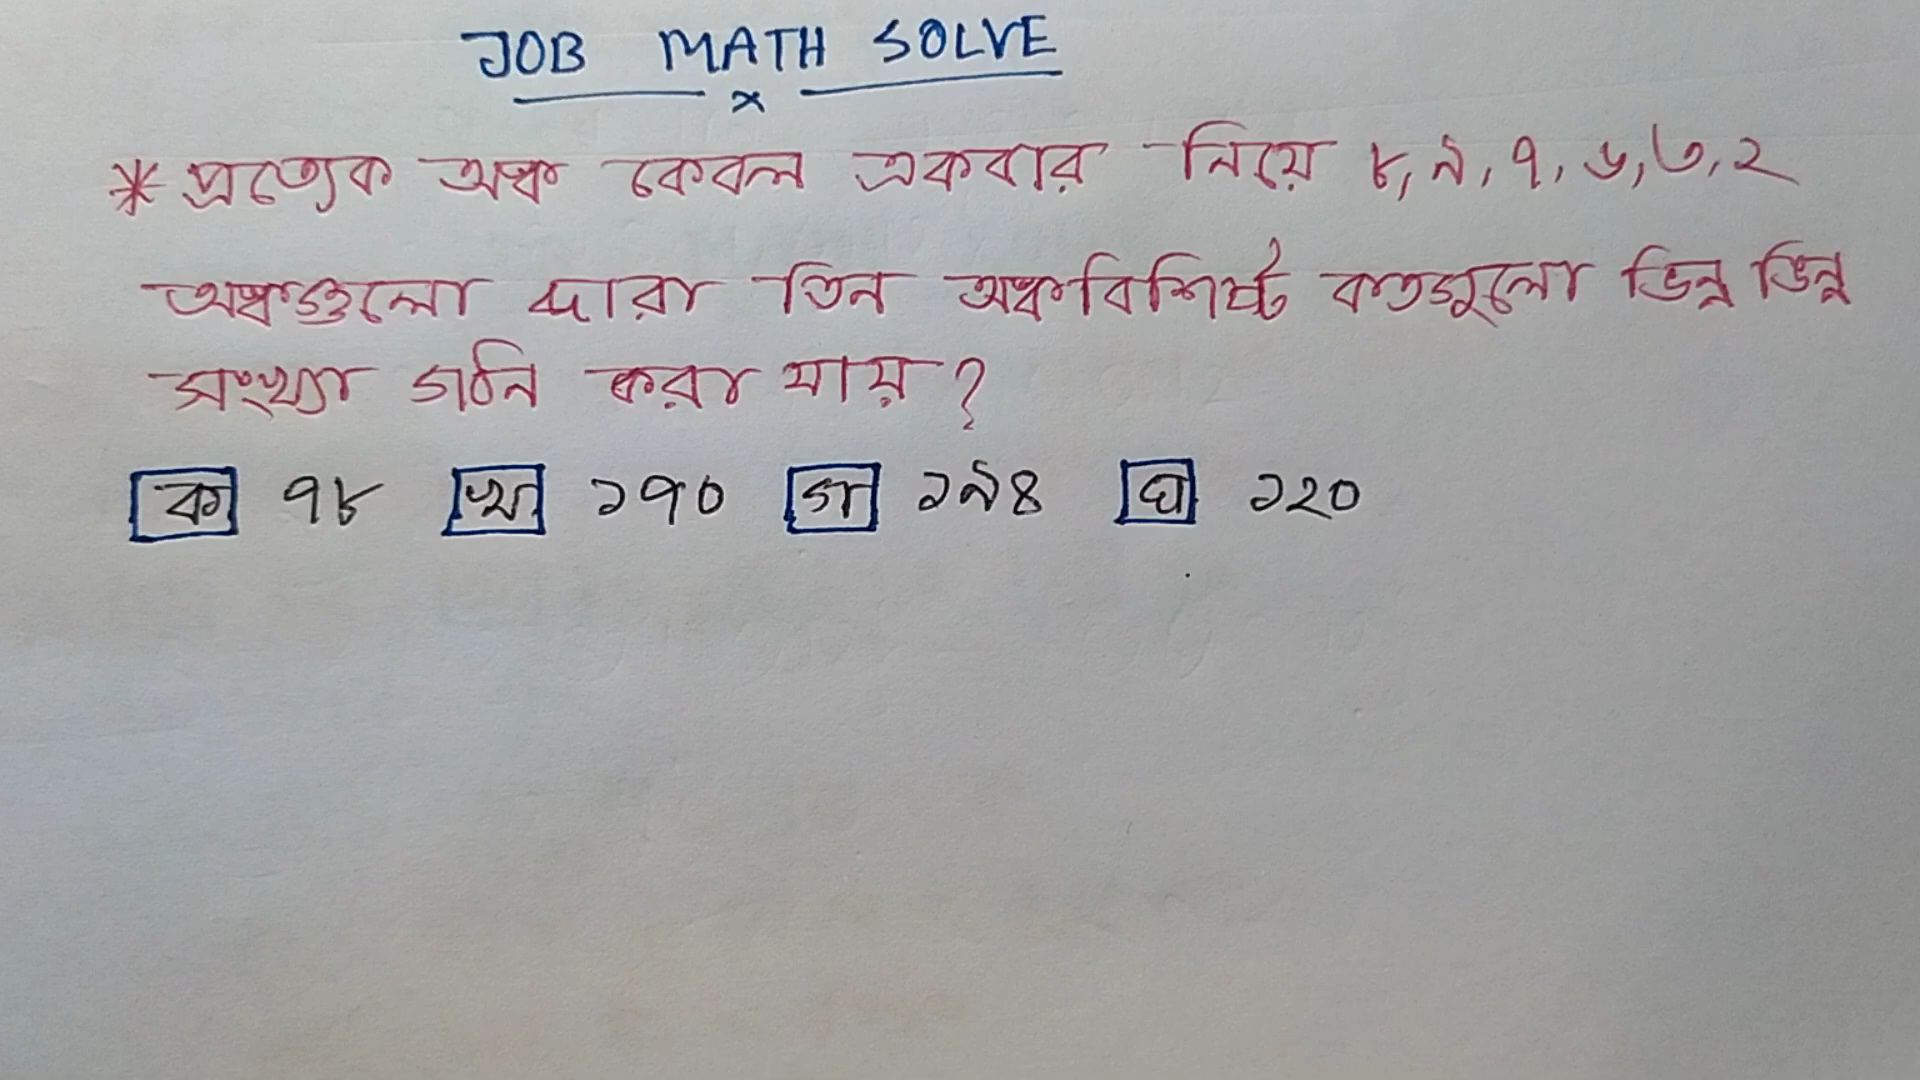 JOB MATH SOLVE
x
* প্রত্যেক অঙ্ক কেবল একবার নিয়ে ৮, ৯, ৭, ৬, ৩, ২
অঙ্কগুলো দ্বারা তিন অঙ্কবিশিষ্ট কতগুলো ভিন্ন ভিন্ন
সংখ্যা গঠন করা যায়?
ক ৭৮ খ ১৭০ গ ১৯৪ ঘ ১২০